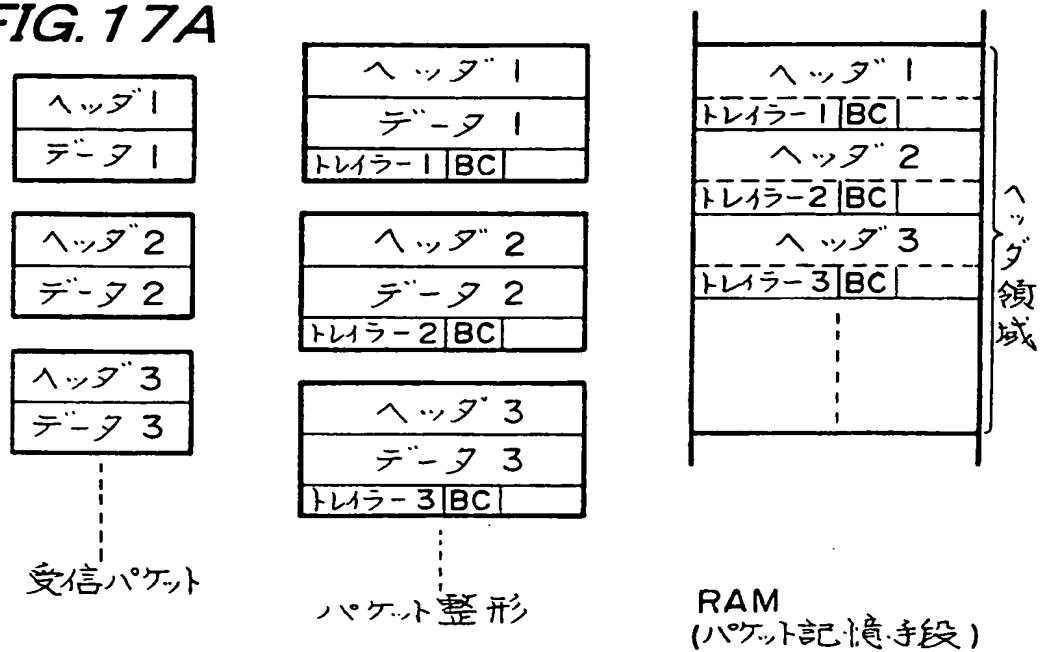 FIG. 17A
ヘッダ 1
データ 1
ヘッダ 2
データ 2
ヘッダ 3
データ 3
受信パケット
ヘッダ 1
データ 1
トレイラー1 BC
ヘッダ 2
データ 2
トレイラー2 BC
ヘッダ 3
データ 3
トレイラー3 BC
パケット整形
ヘッダ 1
トレイラー1 BC
ヘッダ 2
トレイラー2 BC
ヘッダ 3
トレイラー3 BC
ヘッダ領域
RAM
(パケット記憶手段)